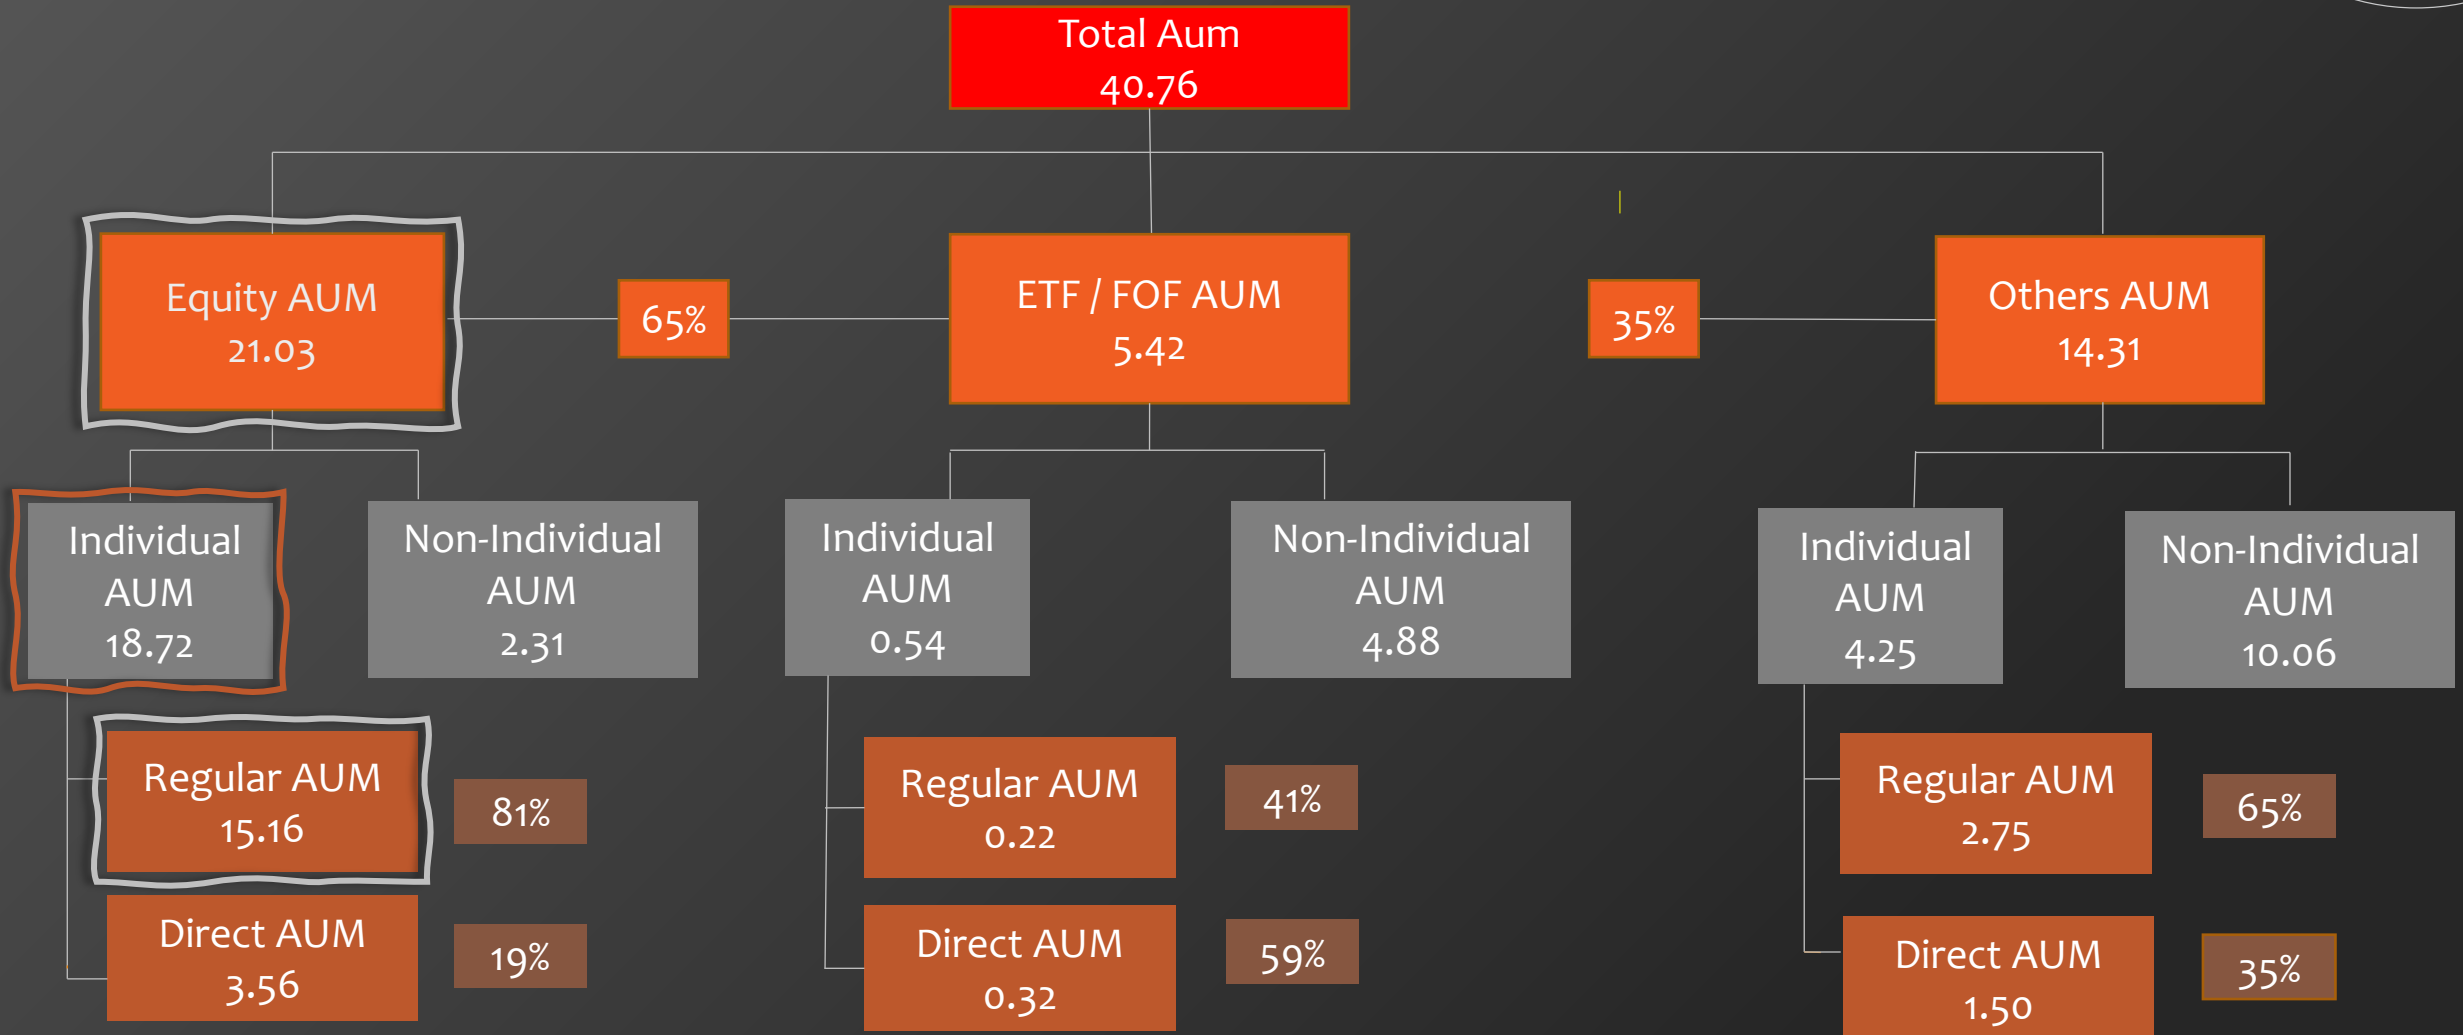 Total Aum
40.76
Equity AUM
21.03
65%
ETF / FOF AUM
5.42
35%
Others AUM
14.31
Individual
AUM
18.72
Non-Individual
AUM
2.31
Individual
AUM
0.54
Non-Individual
AUM
4.88
Individual
AUM
4.25
Non-Individual
AUM
10.06
Regular AUM
15.16
81%
Regular AUM
0.22
41%
Regular AUM
2.75
65%
Direct AUM
3.56
19%
Direct AUM
0.32
59%
Direct AUM
1.50
35%